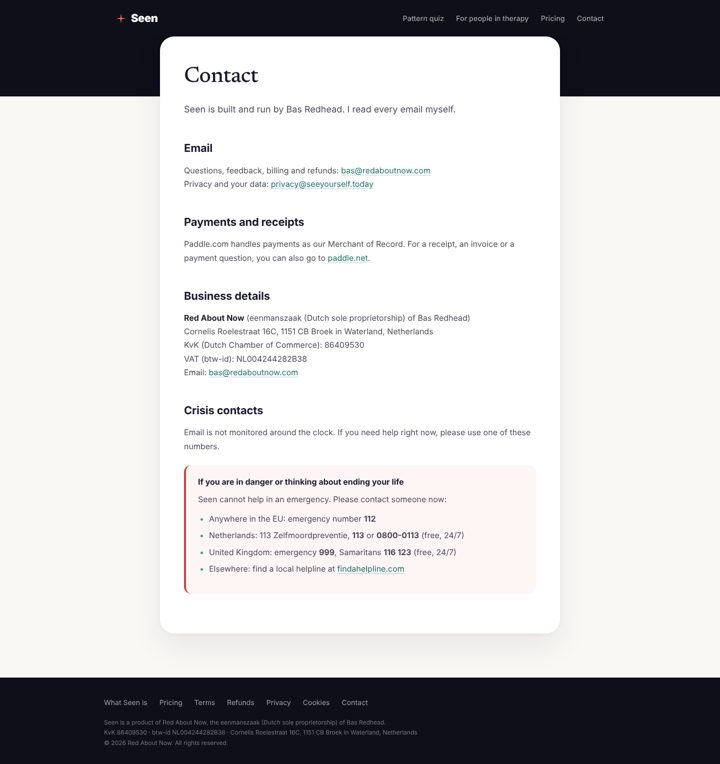 Seen
Pattern quiz
For people in therapy
Pricing
Contact
Contact
Seen is built and run by Bas Redhead. I read every email myself.
Email
Questions, feedback, billing and refunds: bas@redaboutnow.com
Privacy and your data: privacy@seeyourself.today
Payments and receipts
Paddle.com handles payments as our Merchant of Record. For a receipt, an invoice or a
payment question, you can also go to paddle.net.
Business details
Red About Now (eenmanszaak (Dutch sole proprietorship) of Bas Redhead)
Cornelis Roelestraat 16C, 1151 CB Broek in Waterland, Netherlands
KvK (Dutch Chamber of Commerce): 86409530
VAT (btw-id): NL004244282B38
Email: bas@redaboutnow.com
Crisis contacts
Email is not monitored around the clock. If you need help right now, please use one of these
numbers.
If you are in danger or thinking about ending your life
Seen cannot help in an emergency. Please contact someone now:
• Anywhere in the EU: emergency number 112
• Netherlands: 113 Zelfmoordpreventie, 113 or 0800-0113 (free, 24/7)
• United Kingdom: emergency 999, Samaritans 116 123 (free, 24/7)
• Elsewhere: find a local helpline at findahelpline.com
What Seen is
Pricing
Terms
Refunds
Privacy
Cookies
Contact
Seen is a product of Red About Now, the eenmanszaak (Dutch sole proprietorship) of Bas Redhead.
KvK 86409530 · btw-id NL004244282B38 · Cornelis Roelestraat 16C, 1151 CB Broek in Waterland, Netherlands
© 2026 Red About Now. All rights reserved.